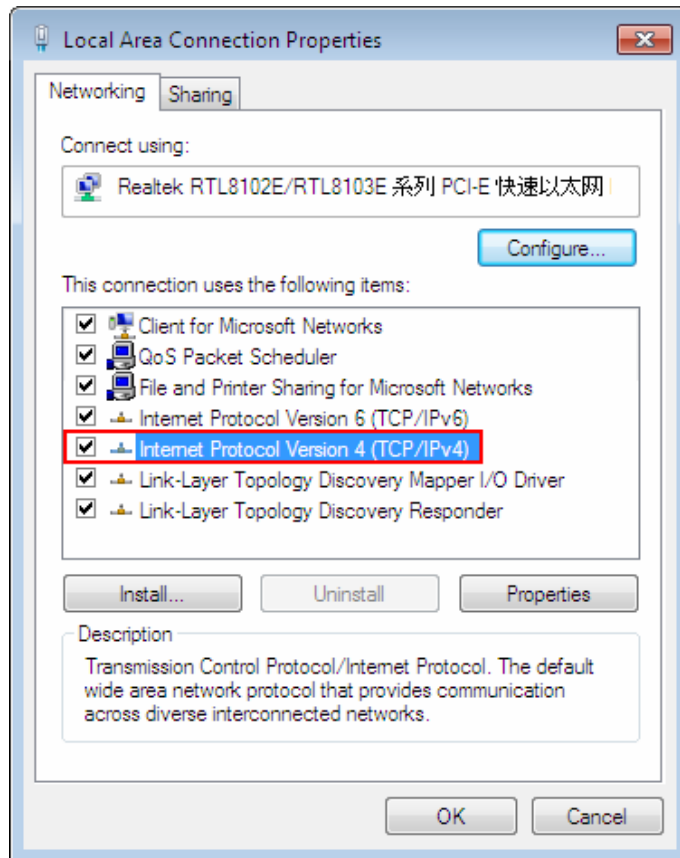 Local Area Connection Properties
Networking
Sharing
Connect using:
Realtek RTL8102E/RTL8103E 系列 PCI-E 快速以太网
Configure...
This connection uses the following items:
Client for Microsoft Networks
QoS Packet Scheduler
File and Printer Sharing for Microsoft Networks
Internet Protocol Version 6 (TCP/IPv6)
Internet Protocol Version 4 (TCP/IPv4)
Link-Layer Topology Discovery Mapper I/O Driver
Link-Layer Topology Discovery Responder
Install...
Uninstall
Properties
Description
Transmission Control Protocol/Internet Protocol. The default
wide area network protocol that provides communication
across diverse interconnected networks.
OK
Cancel